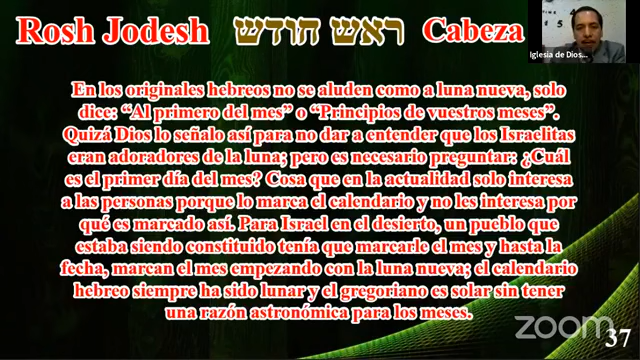 Rosh Jodesh ראש חודש Cabeza
Iglesia de Dios...
En los originales hebreos no se aluden como a luna nueva, solo
dice: “Al primero del mes” o “Principios de vuestros meses”.
Quizá Dios lo señalo así para no dar a entender que los Israelitas
eran adoradores de la luna; pero es necesario preguntar: ¿Cuál
es el primer día del mes? Cosa que en la actualidad solo interesa
a las personas porque lo marca el calendario y no les interesa por
qué es marcado así. Para Israel en el desierto, un pueblo que
estaba siendo constituido tenía que marcarle el mes y hasta la
fecha, marcan el mes empezando con la luna nueva; el calendario
hebreo siempre ha sido lunar y el gregoriano es solar sin tener
una razón astronómica para los meses.
zoom
37